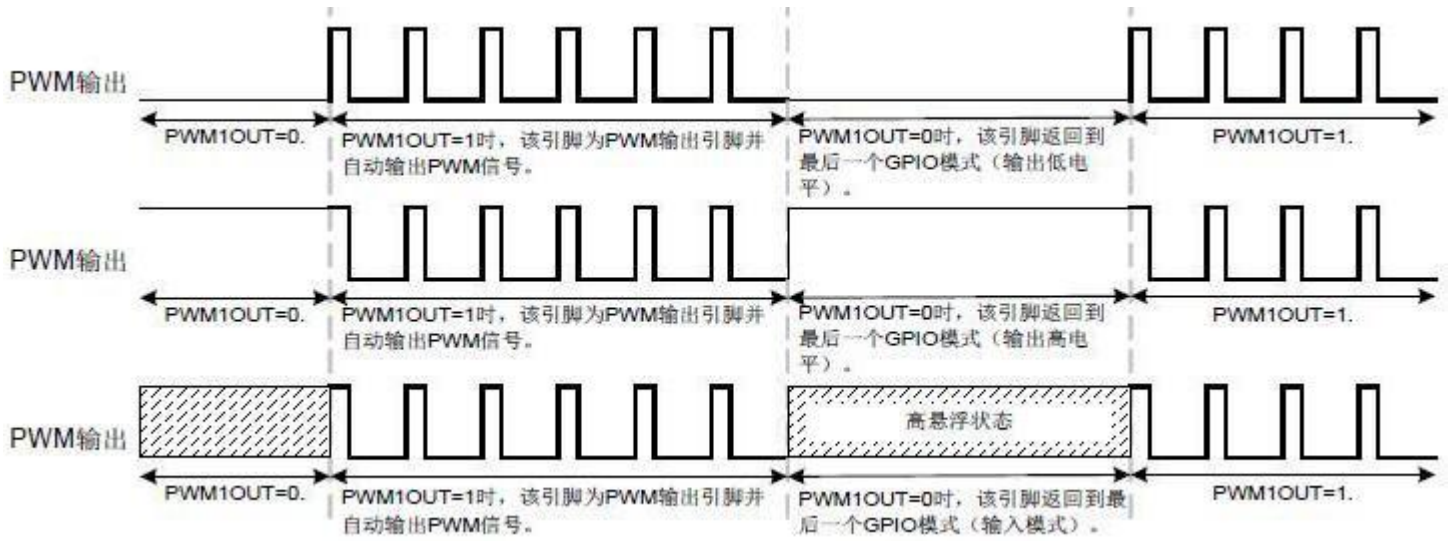 PWM输出
PWM1OUT=0.
PWM1OUT=1时，该引脚为PWM输出引脚并
自动输出PWM信号。
PWM1OUT=0时，该引脚返回到
最后一个GPIO模式（输出低电
平）。
PWM1OUT=1.
PWM输出
PWM1OUT=0.
PWM1OUT=1时，该引脚为PWM输出引脚并
自动输出PWM信号。
PWM1OUT=0时，该引脚返回到
最后一个GPIO模式（输出高电
平）。
PWM1OUT=1.
PWM输出
高悬浮状态
PWM1OUT=0.
PWM1OUT=1时，该引脚为PWM输出引脚并
自动输出PWM信号。
PWM1OUT=0时，该引脚返回到最
后一个GPIO模式（输入模式）。
PWM1OUT=1.